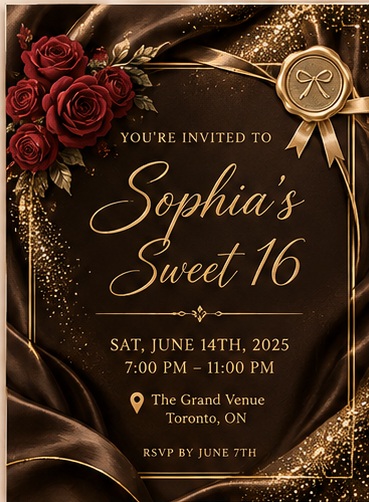 YOU'RE INVITED TO
Sophia's
Sweet 16
SAT, JUNE 14TH, 2025
7:00 PM – 11:00 PM
The Grand Venue
Toronto, ON
RSVP BY JUNE 7TH